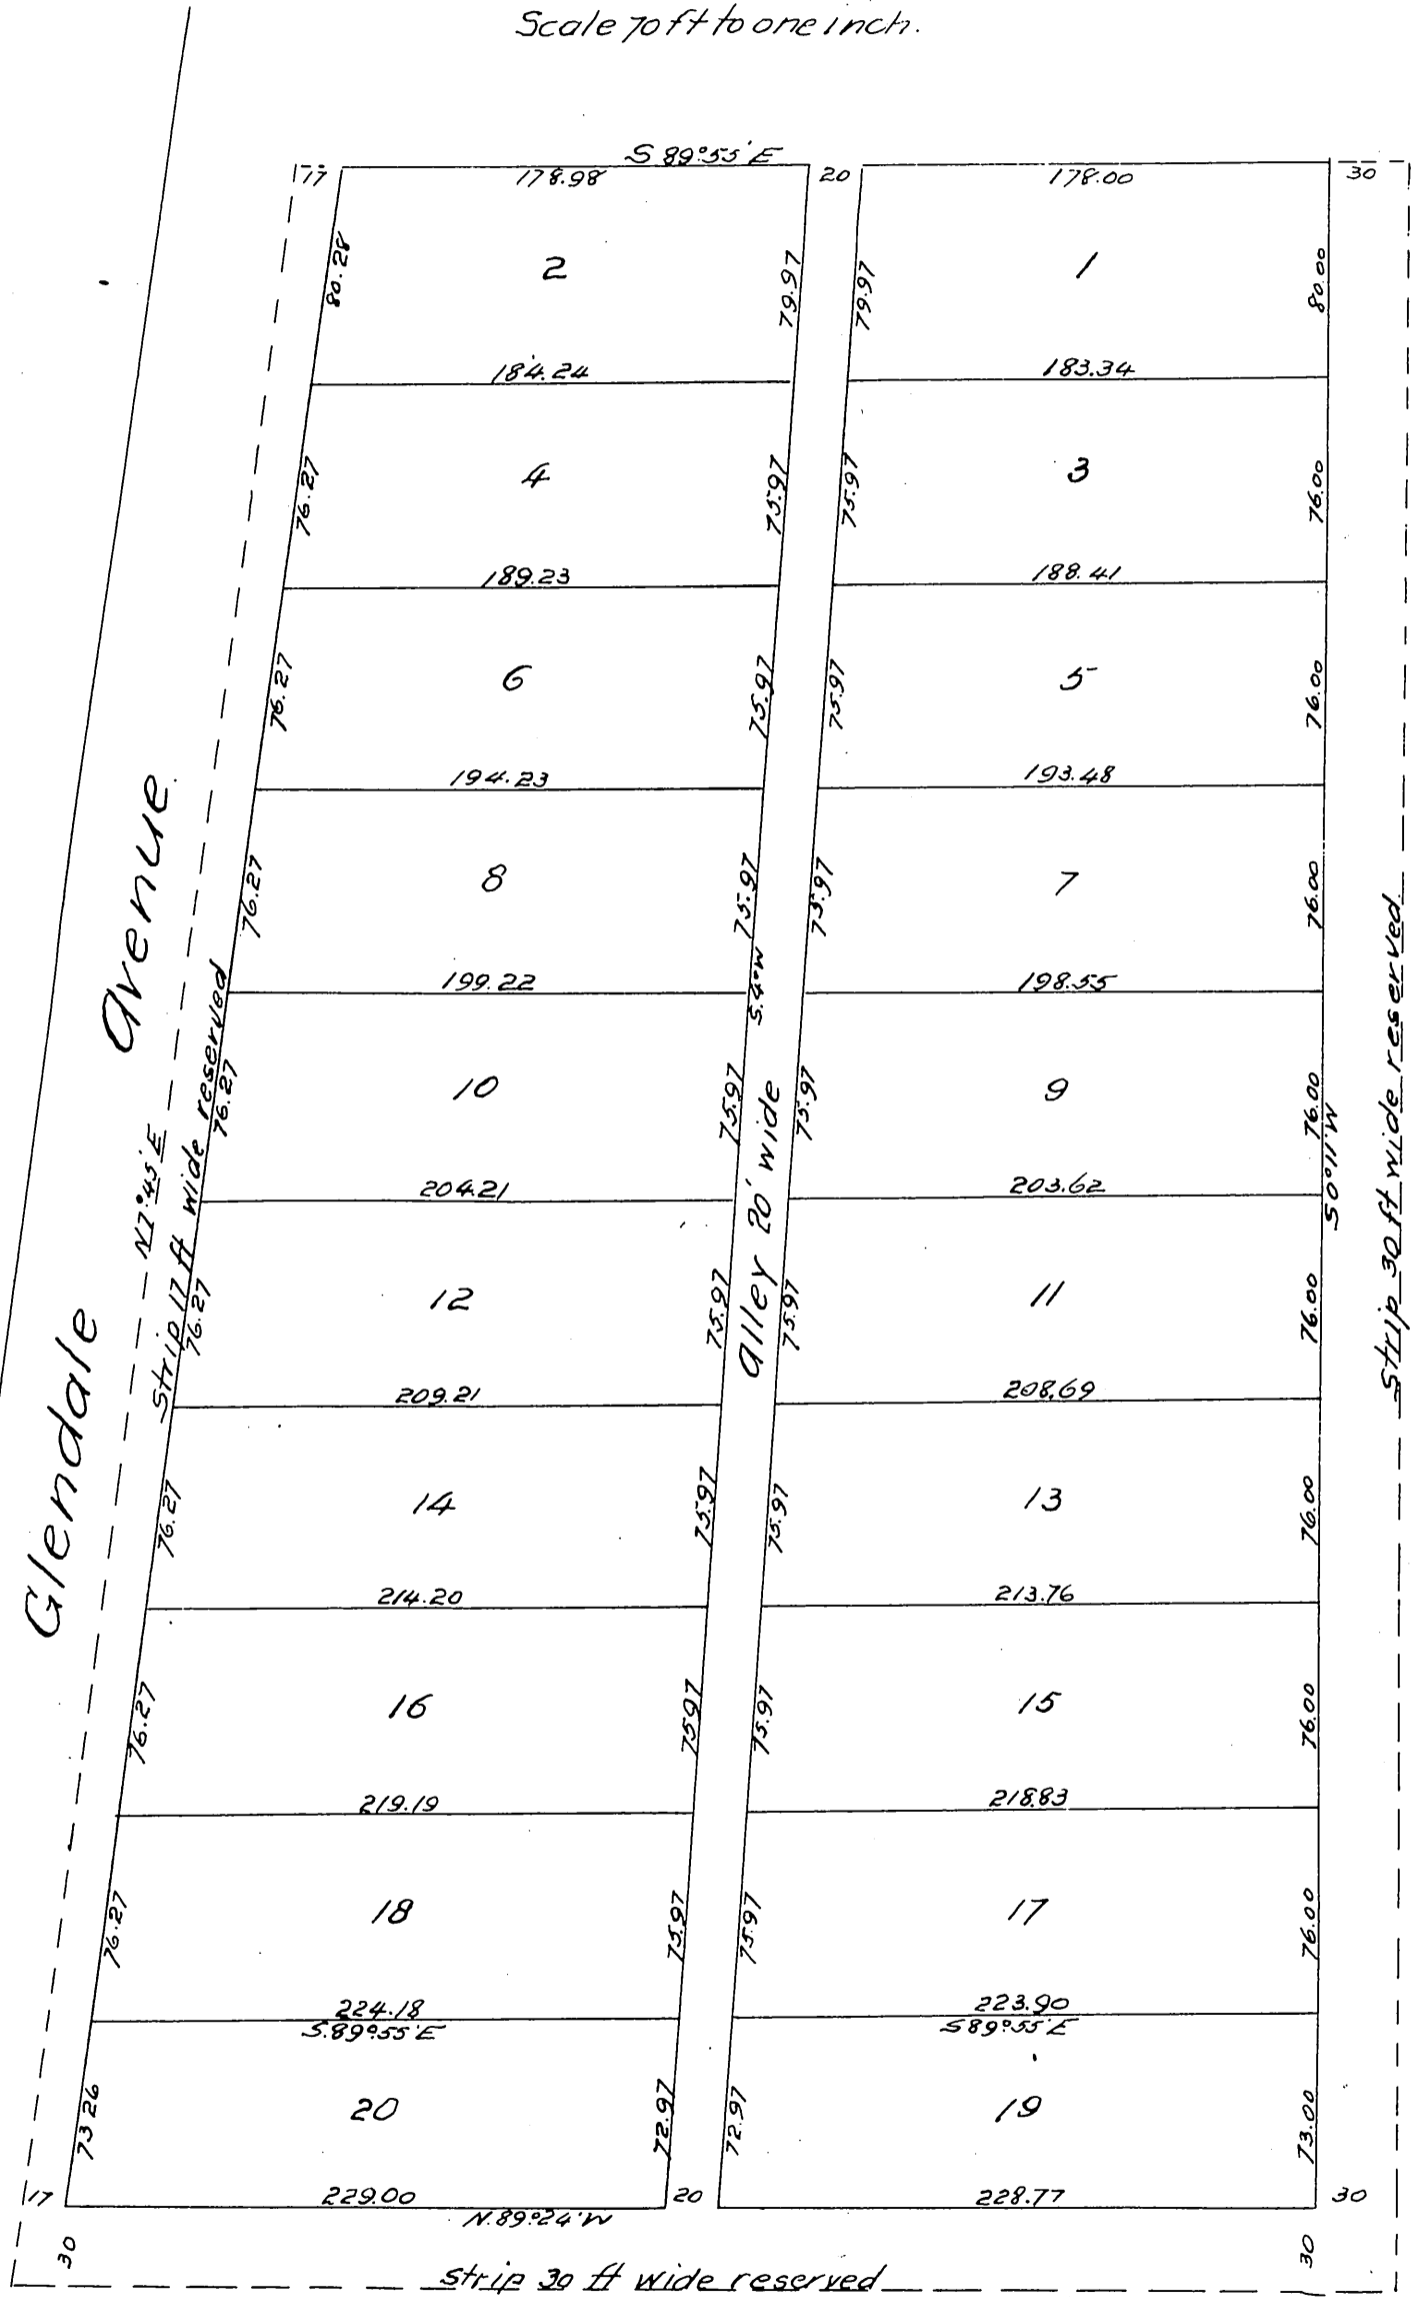 Scale 70 ft to one inch.
S 89°55' E
17 178.98 20 178.00 30
80.28 2 79.97 79.97 1 80.00
184.24 183.34
76.27 4 75.97 75.97 3 76.00
189.23 188.41
76.27 6 75.97 75.97 5 76.00
194.23 193.48
76.27 8 75.97 75.97 7 76.00
199.22 198.55
76.27 10 75.97 75.97 9 76.00
204.21 203.62
76.27 12 75.97 75.97 11 76.00
209.21 208.69
76.27 14 75.97 75.97 13 76.00
214.20 213.76
76.27 16 75.97 75.97 15 76.00
219.19 218.83
76.27 18 75.97 75.97 17 76.00
224.18 223.90
S.89°55'E S89°55'E
73 26 20 72.97 72.97 19 73.00
17 229.00 20 228.77 30
N.89°24'W
30 30
strip 30 ft wide reserved
Glendale Avenue.
N7°45'E
Strip 17 ft wide reserved
S.4°W
Alley 20' wide
S0°11'W
Strip 30 ft wide reserved